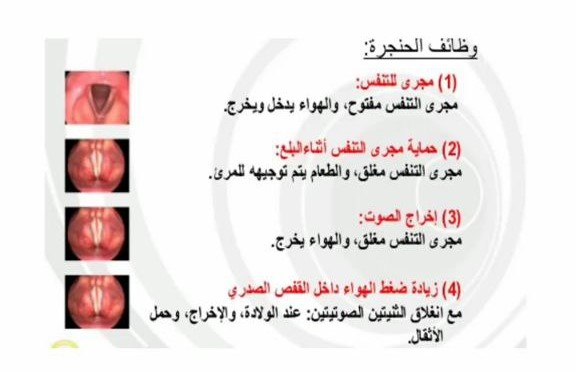 وظائف الحنجرة:
(1) مجرى للتنفس:
مجرى التنفس مفتوح، والهواء يدخل ويخرج.
(2) حماية مجرى التنفس أثناءالبلع:
مجرى التنفس مغلق، والطعام يتم توجيهه للمرئ.
(3) إخراج الصوت:
مجرى التنفس مغلق، والهواء يخرج.
(4) زيادة ضغط الهواء داخل القفص الصدري
مع انغلاق الثنيتين الصوتيتين: عند الولادة، والإخراج، وحمل
الأثقال.